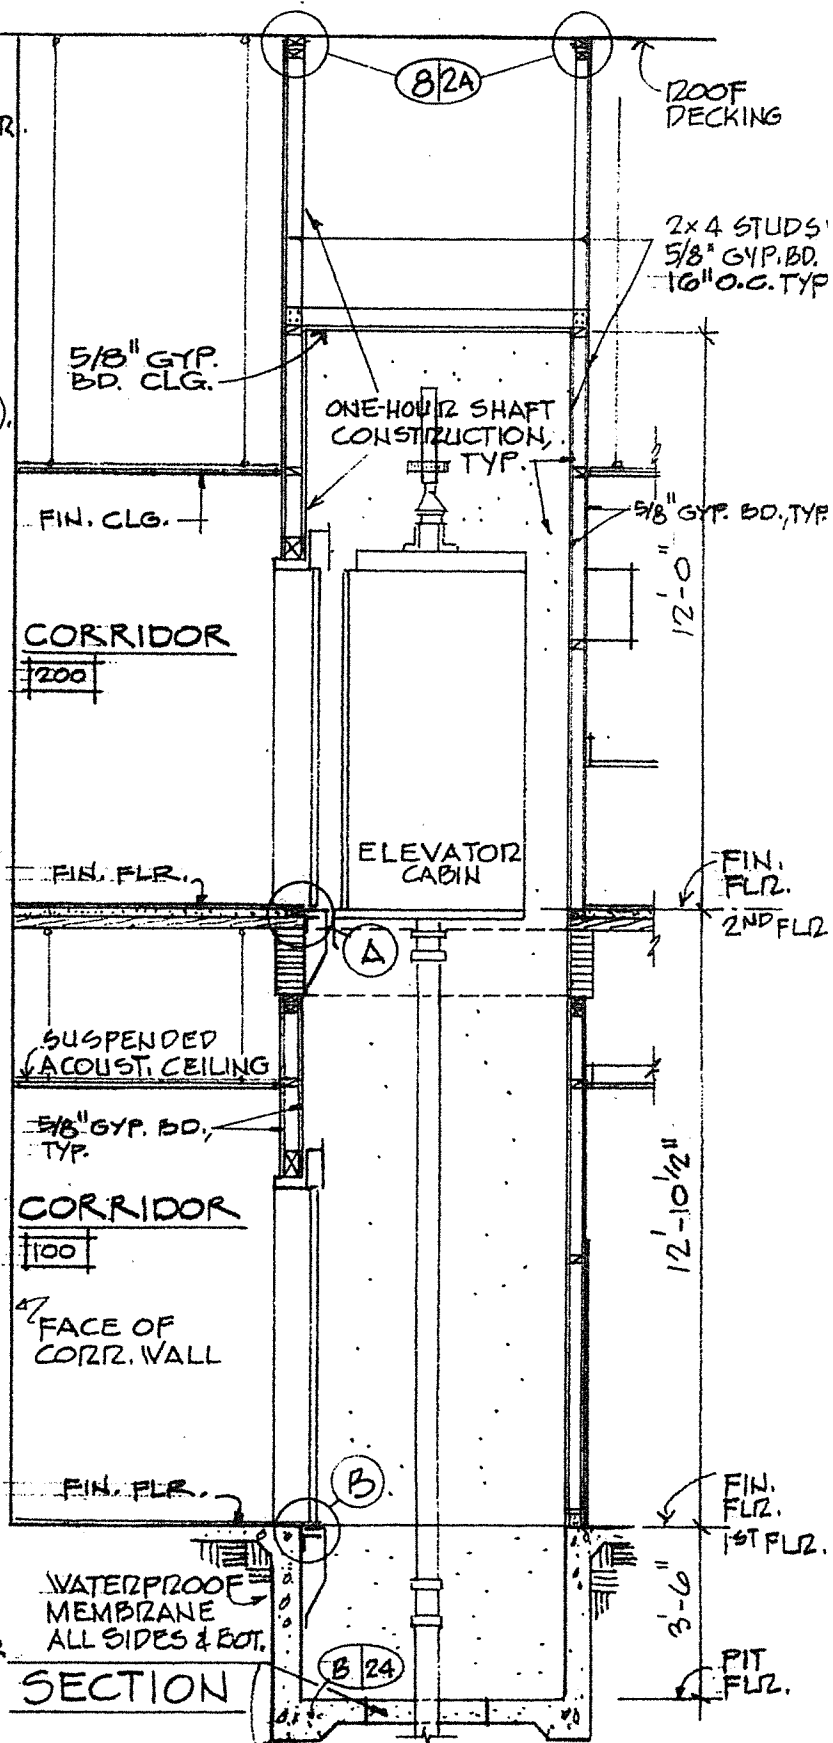 8 2A
R.
ROOF
DECKING
2x4 STUDS
5/8" GYP. BD.
16" O.C. TYP
5/8" GYP.
BD. CLG.
ONE-HOUR SHAFT
CONSTRUCTION,
TYP.
FIN. CLG.
5/8" GYP. BD., TYP.
12'-0"
CORRIDOR
200
ELEVATOR
CABIN
FIN. FLR.
FIN.
FLR.
2ND FLR.
A
SUSPENDED
ACOUST. CEILING
5/8" GYP. BD.,
TYP.
12'-10 1/2"
CORRIDOR
100
FACE OF
CORR. WALL
B
FIN. FLR.
FIN.
FLR.
1ST FLR.
WATERPROOF
MEMBRANE
ALL SIDES & BOT.
3'-6"
B 24
SECTION
PIT
FLR.